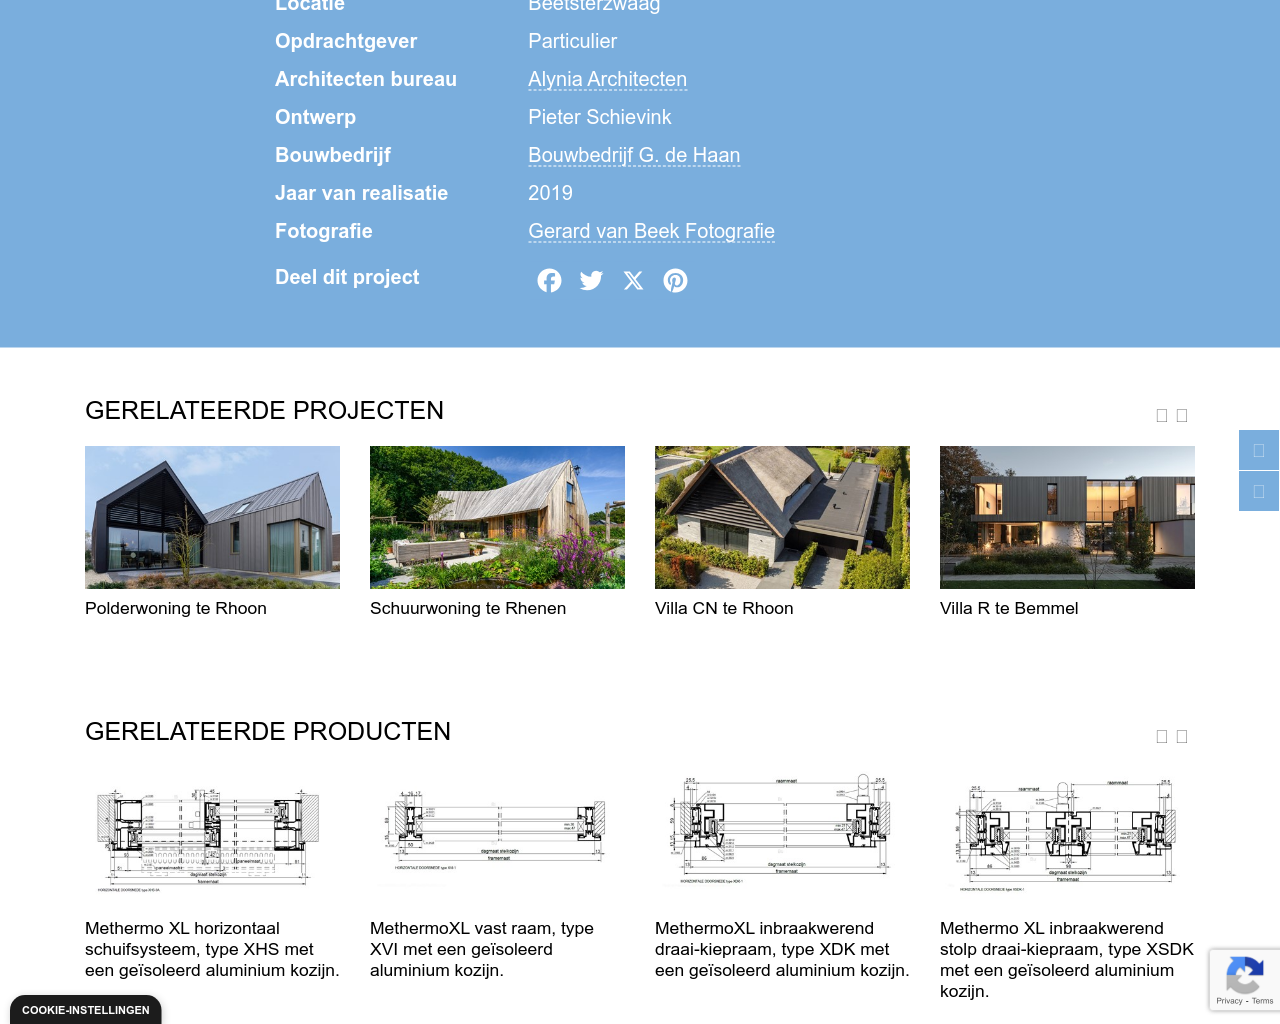 Locatie Beetsterzwaag
Opdrachtgever Particulier
Architecten bureau Alynia Architecten
Ontwerp Pieter Schievink
Bouwbedrijf Bouwbedrijf G. de Haan
Jaar van realisatie 2019
Fotografie Gerard van Beek Fotografie
Deel dit project
GERELATEERDE PROJECTEN
Polderwoning te Rhoon
Schuurwoning te Rhenen
Villa CN te Rhoon
Villa R te Bemmel
GERELATEERDE PRODUCTEN
Methermo XL horizontaal
schuifsysteem, type XHS met
een geïsoleerd aluminium kozijn.
MethermoXL vast raam, type
XVI met een geïsoleerd
aluminium kozijn.
MethermoXL inbraakwerend
draai-kiepraam, type XDK met
een geïsoleerd aluminium kozijn.
Methermo XL inbraakwerend
stolp draai-kiepraam, type XSDK
met een geïsoleerd aluminium
kozijn.
Privacy - Terms
COOKIE-INSTELLINGEN